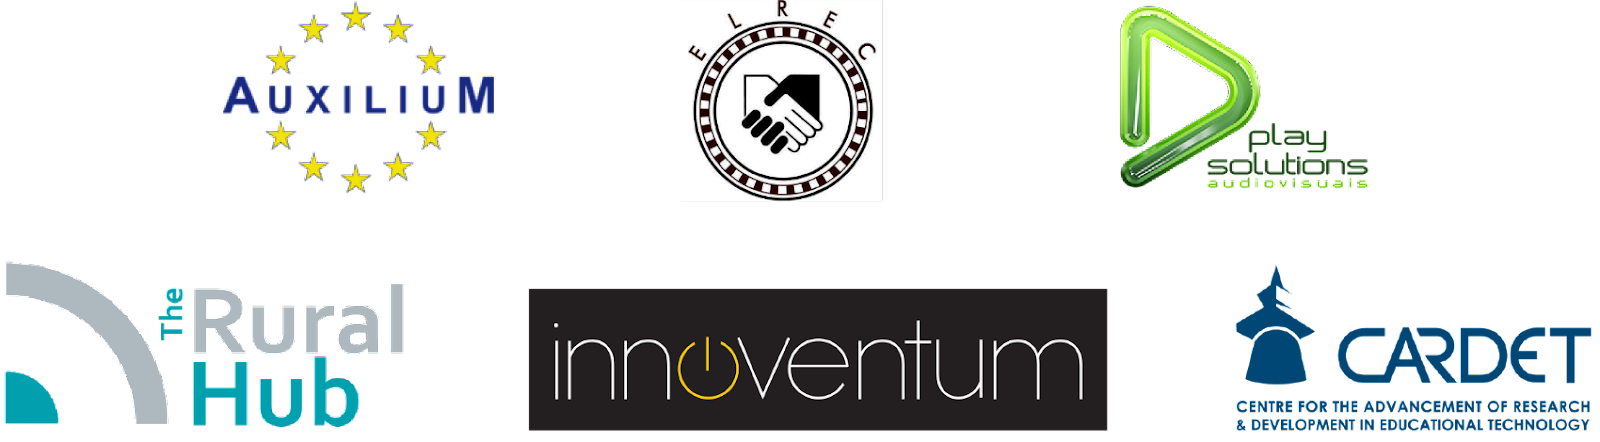 AUXILIUM
ELREC
play
solutions
audiovisuais
The
Rural
Hub
innoventum
CARDET
CENTRE FOR THE ADVANCEMENT OF RESEARCH
& DEVELOPMENT IN EDUCATIONAL TECHNOLOGY